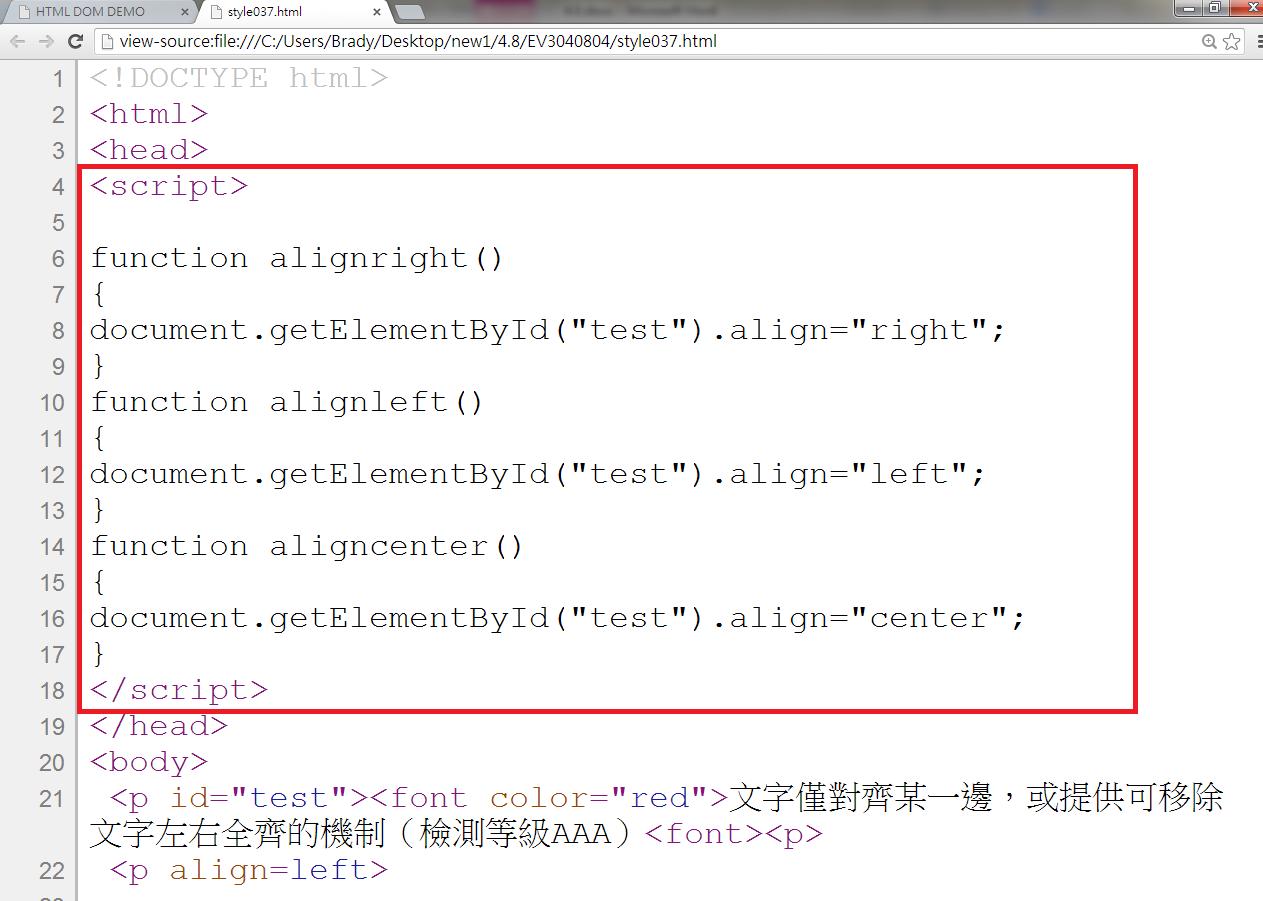 HTML DOM DEMO
style037.html
view-source:file:///C:/Users/Brady/Desktop/new1/4.8/EV3040804/style037.html
1 <!DOCTYPE html>
2 <html>
3 <head>
4 <script>
5
6 function alignright()
7 {
8 document.getElementById("test").align="right";
9 }
10 function alignleft()
11 {
12 document.getElementById("test").align="left";
13 }
14 function aligncenter()
15 {
16 document.getElementById("test").align="center";
17 }
18 </script>
19 </head>
20 <body>
21 <p id="test"><font color="red">文字僅對齊某一邊，或提供可移除
文字左右全齊的機制（檢測等級AAA）<font><p>
22 <p align=left>